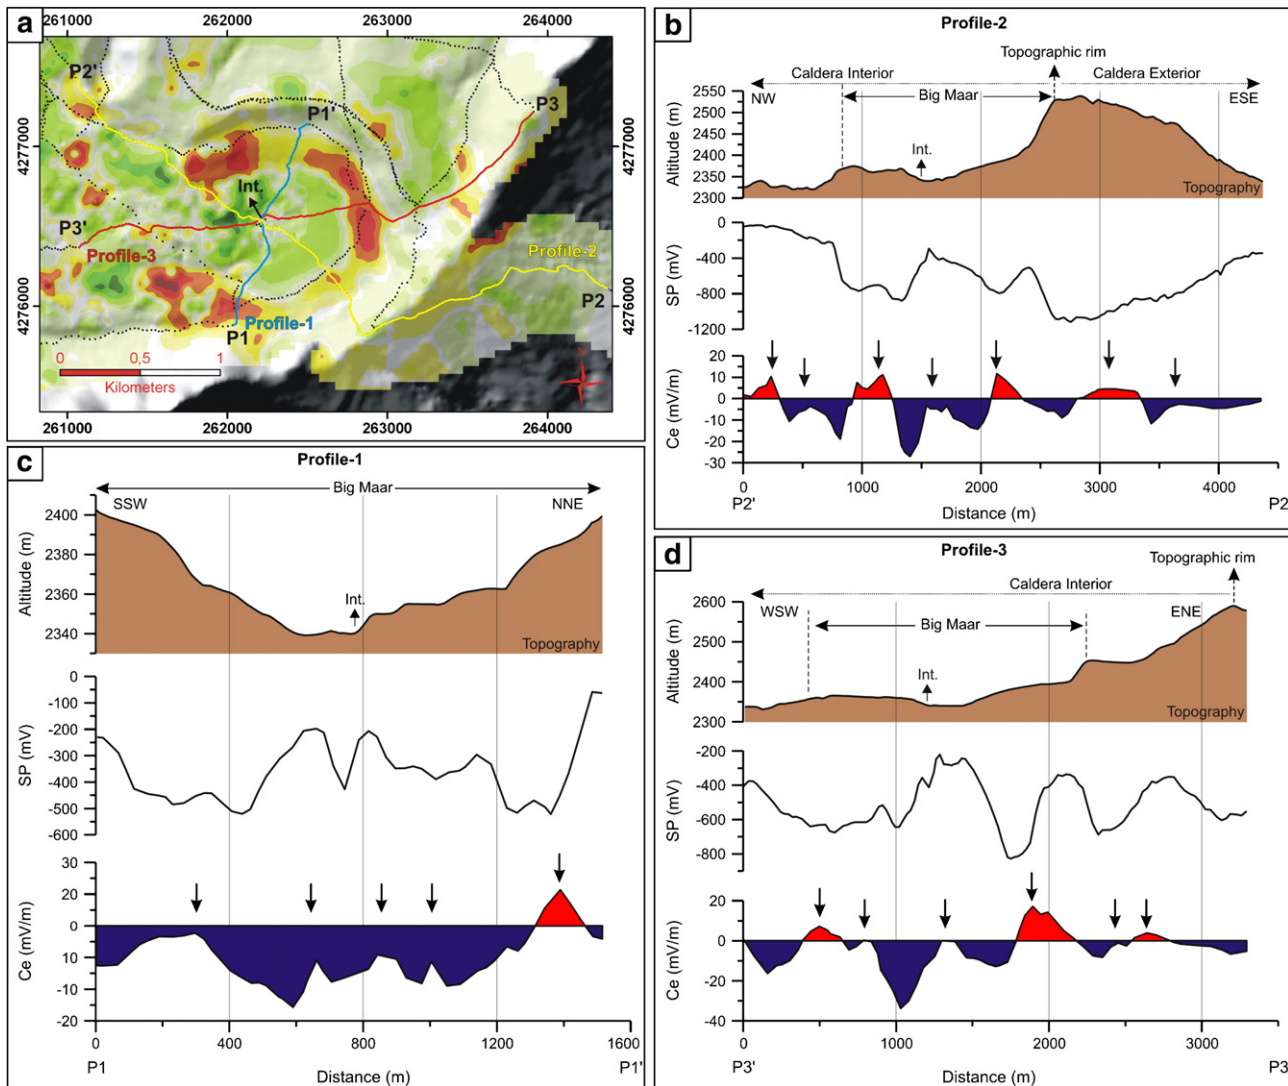 a
261000 262000 263000 264000
4277000
4276000
P2'
P1'
P3
Int.
P3'
Profile-3
Profile-2
P2
P1
Profile-1
0 0,5 1
Kilometers
4277000
4276000
261000 262000 263000 264000
b
Profile-2
Topographic rim
Caldera Interior Caldera Exterior
NW Big Maar ESE
Int.
Topography
Altitude (m)
2550
2500
2450
2400
2350
2300
SP (mV)
0
-400
-800
-1200
Ce (mV/m)
20
10
0
-10
-20
-30
0 1000 2000 3000 4000
P2' Distance (m) P2
c
Profile-1
Big Maar
SSW NNE
Int.
Topography
Altitude (m)
2400
2380
2360
2340
SP (mV)
0
-100
-200
-300
-400
-500
-600
Ce (mV/m)
30
20
0
10
-10
-20
0 400 800 1200 1600
P1 Distance (m) P1'
d
Profile-3
Topographic rim
Caldera Interior
WSW ENE
Big Maar
Int.
Topography
Altitude (m)
2600
2500
2400
2300
SP (mV)
-200
-400
-600
-800
Ce (mV/m)
20
0
-20
-40
0 1000 2000 3000
P3' Distance (m) P3